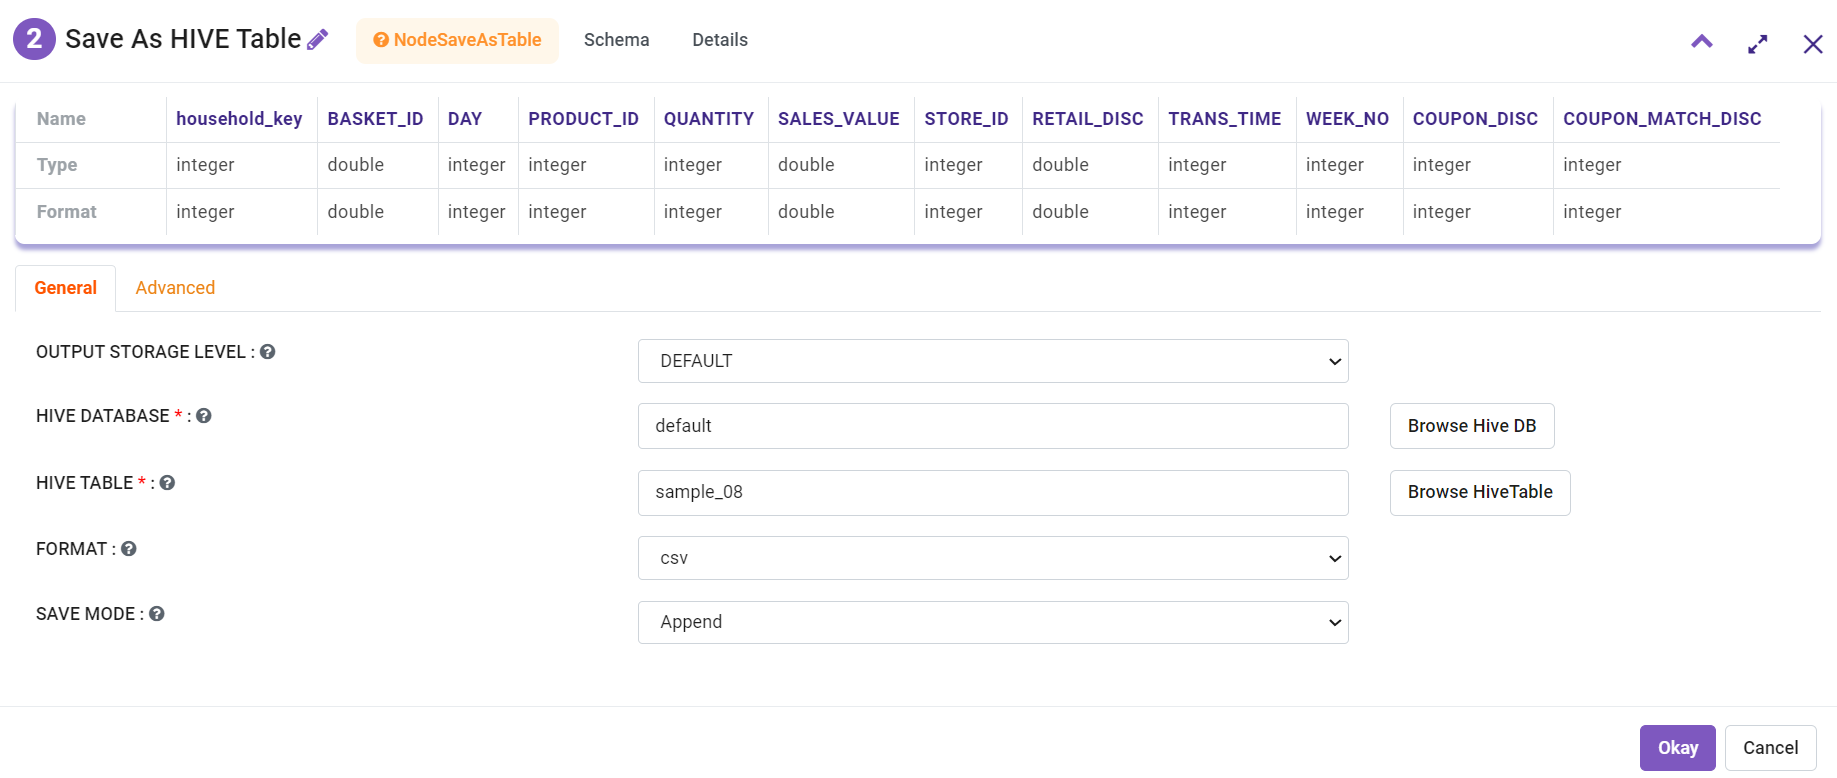 2 Save As HIVE Table NodeSaveAsTable Schema Details
Name household_key BASKET_ID DAY PRODUCT_ID QUANTITY SALES_VALUE STORE_ID RETAIL_DISC TRANS_TIME WEEK_NO COUPON_DISC COUPON_MATCH_DISC
Type integer double integer integer integer double integer double integer integer integer integer
Format integer double integer integer integer double integer double integer integer integer integer
General Advanced
OUTPUT STORAGE LEVEL : DEFAULT
HIVE DATABASE * : default Browse Hive DB
HIVE TABLE * : sample_08 Browse HiveTable
FORMAT : csv
SAVE MODE : Append
Okay Cancel